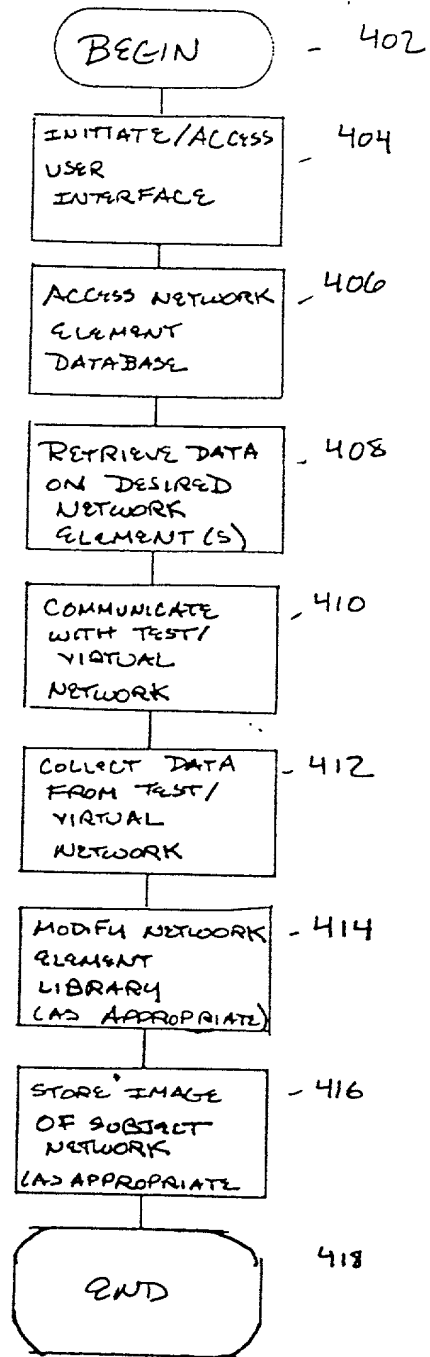 BEGIN - 402
INITIATE/ACCESS - 404
USER
INTERFACE
ACCESS NETWORK - 406
ELEMENT
DATABASE
RETRIEVE DATA - 408
ON DESIRED
NETWORK
ELEMENT(S)
COMMUNICATE - 410
WITH TEST/
VIRTUAL
NETWORK
COLLECT DATA - 412
FROM TEST/
VIRTUAL
NETWORK
MODIFY NETWORK - 414
ELEMENT
LIBRARY
(AS APPROPRIATE)
STORE IMAGE - 416
OF SUBJECT
NETWORK
(AS APPROPRIATE
END 418